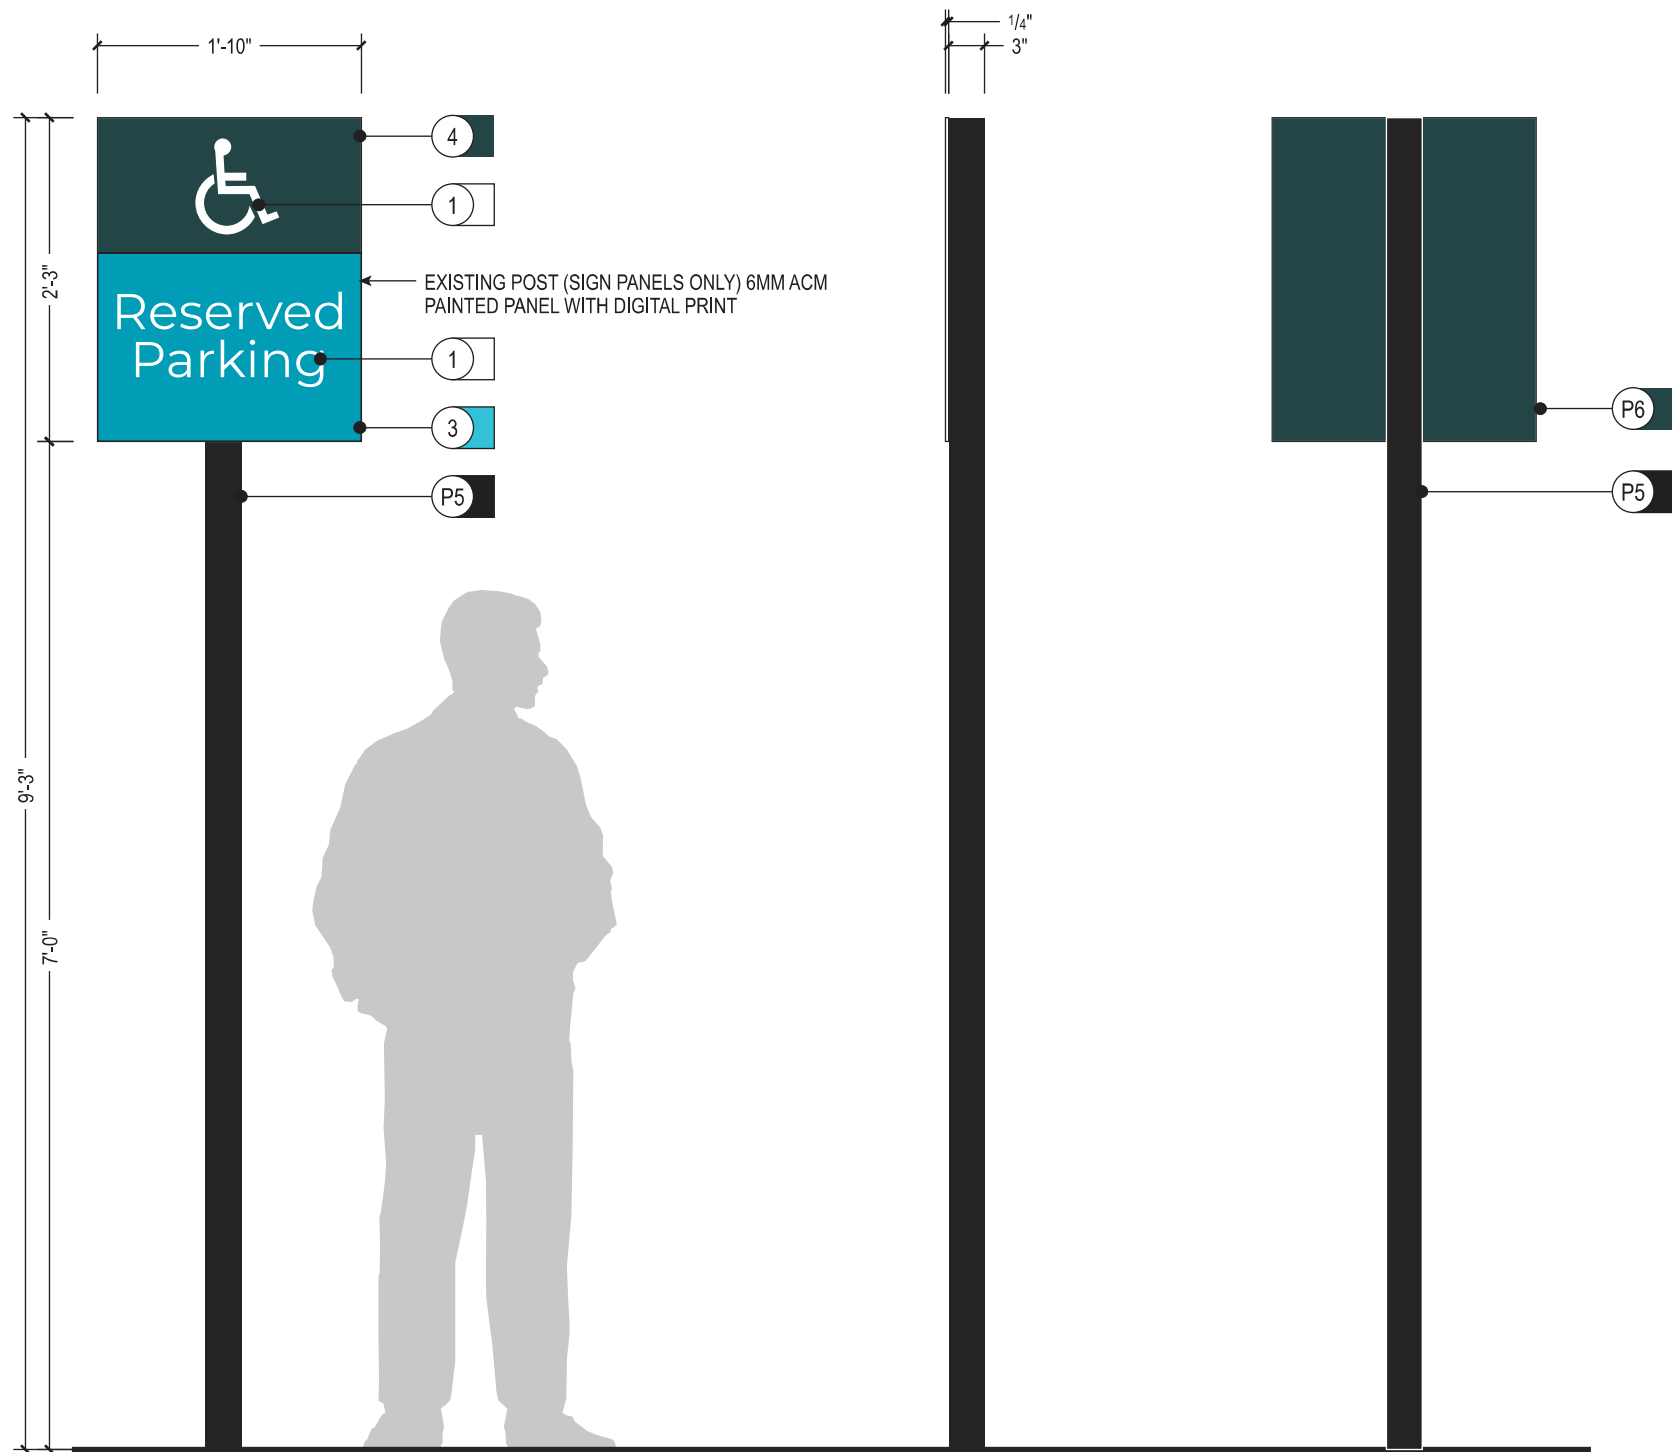 1'-10"
1/4"
3"
4
1
2'-3"
EXISTING POST (SIGN PANELS ONLY) 6MM ACM
PAINTED PANEL WITH DIGITAL PRINT
Reserved
Parking
1
3
P5
P6
P5
9'-3"
7'-0"